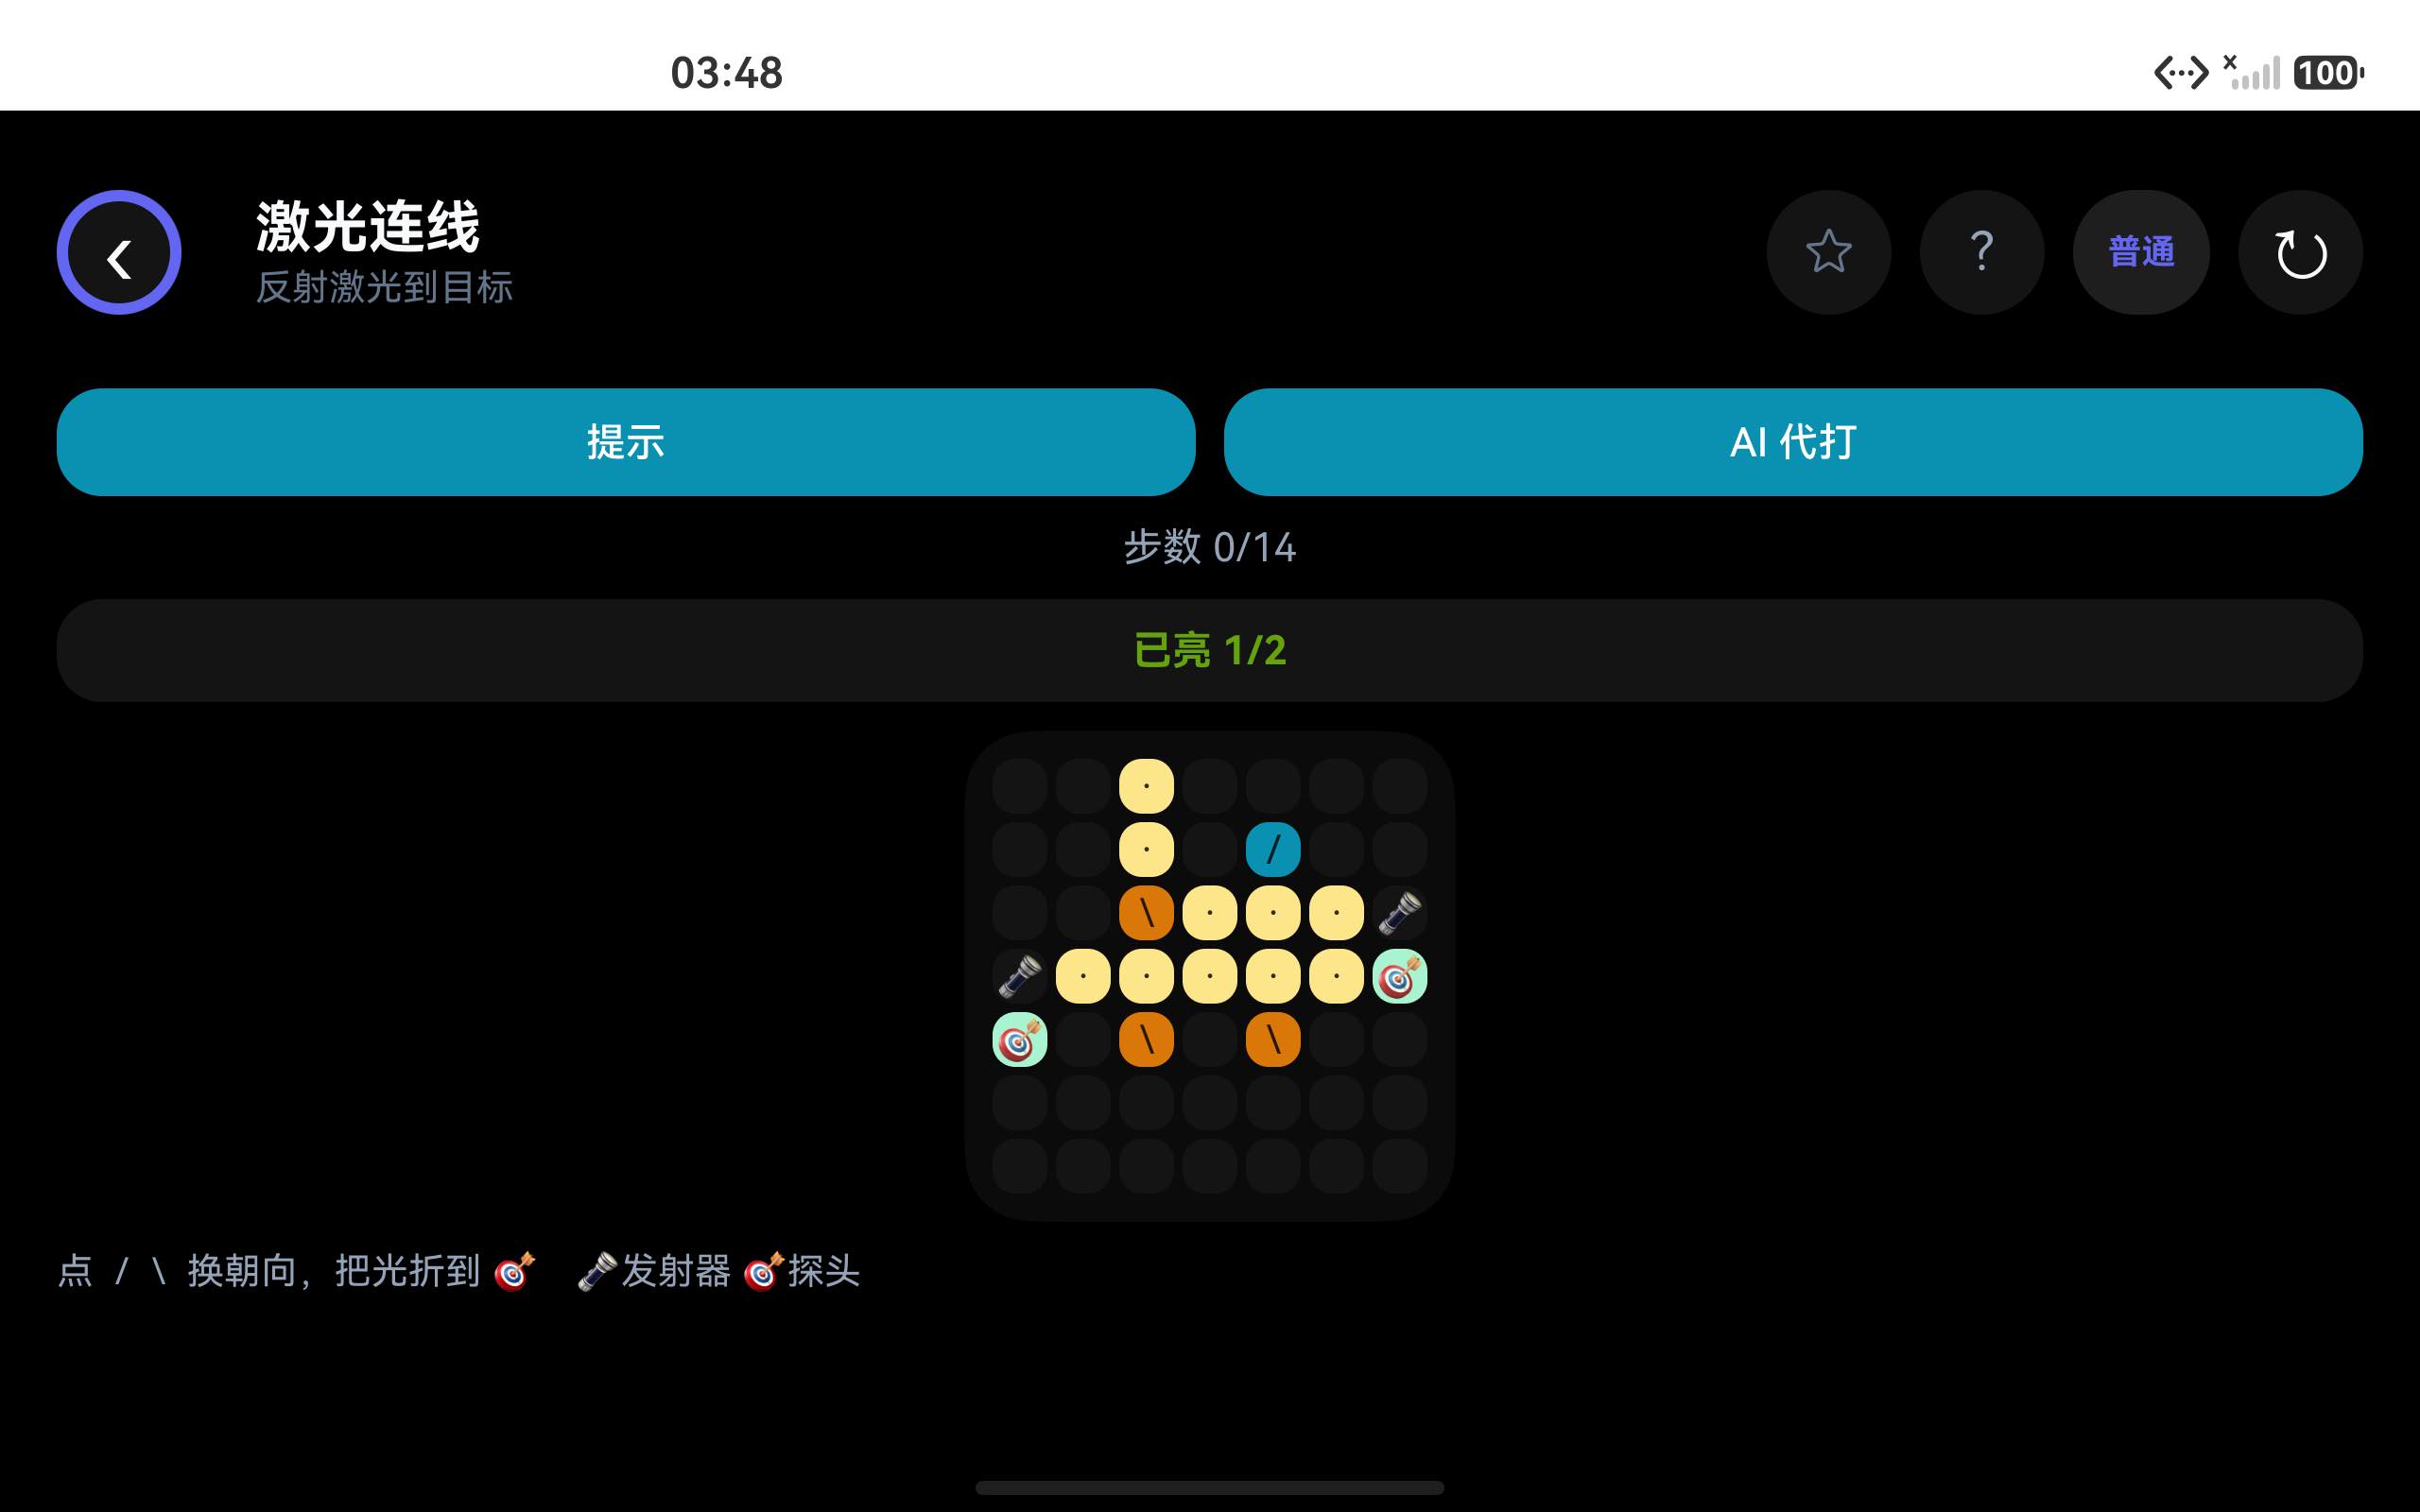 03:48
100
激光连线
反射激光到目标
?
普通
提示
AI 代打
步数 0/14
已亮 1/2
/
\
\ \
点 / \ 换朝向，把光折到 🎯 🔦发射器 🎯探头